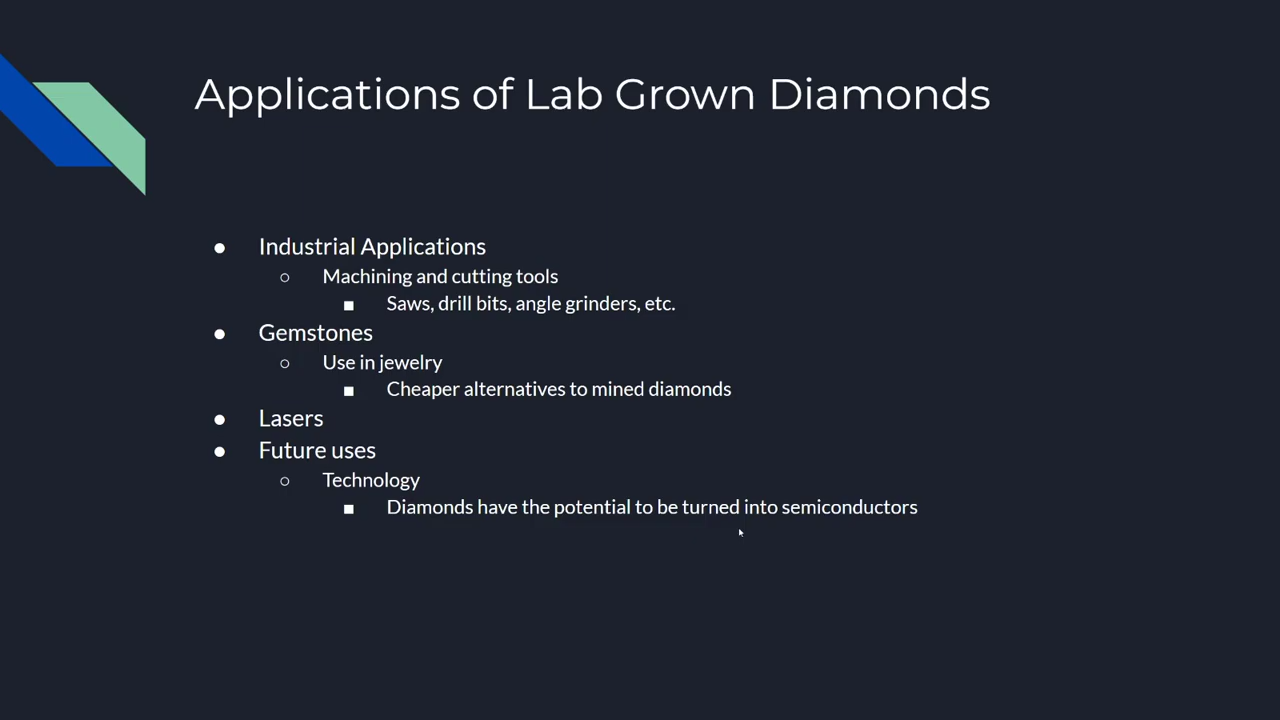 Applications of Lab Grown Diamonds
● Industrial Applications
○ Machining and cutting tools
■ Saws, drill bits, angle grinders, etc.
● Gemstones
○ Use in jewelry
■ Cheaper alternatives to mined diamonds
● Lasers
● Future uses
○ Technology
■ Diamonds have the potential to be turned into semiconductors